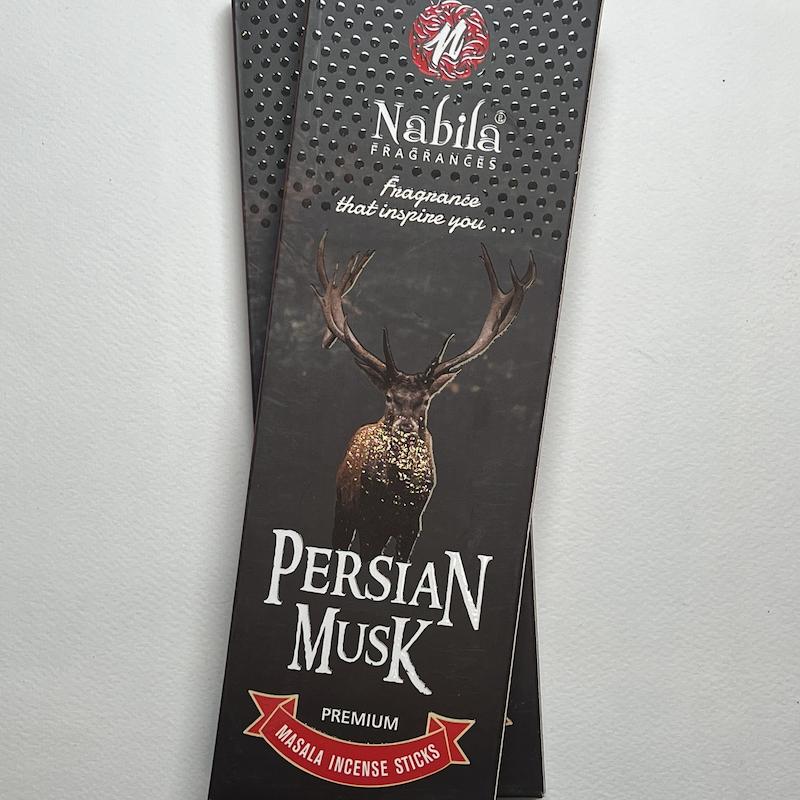 N
Nabila®
FRAGRANCES
Fragrance
that inspire you ...
PERSIAN
MUSK
PREMIUM
MASALA INCENSE STICKS